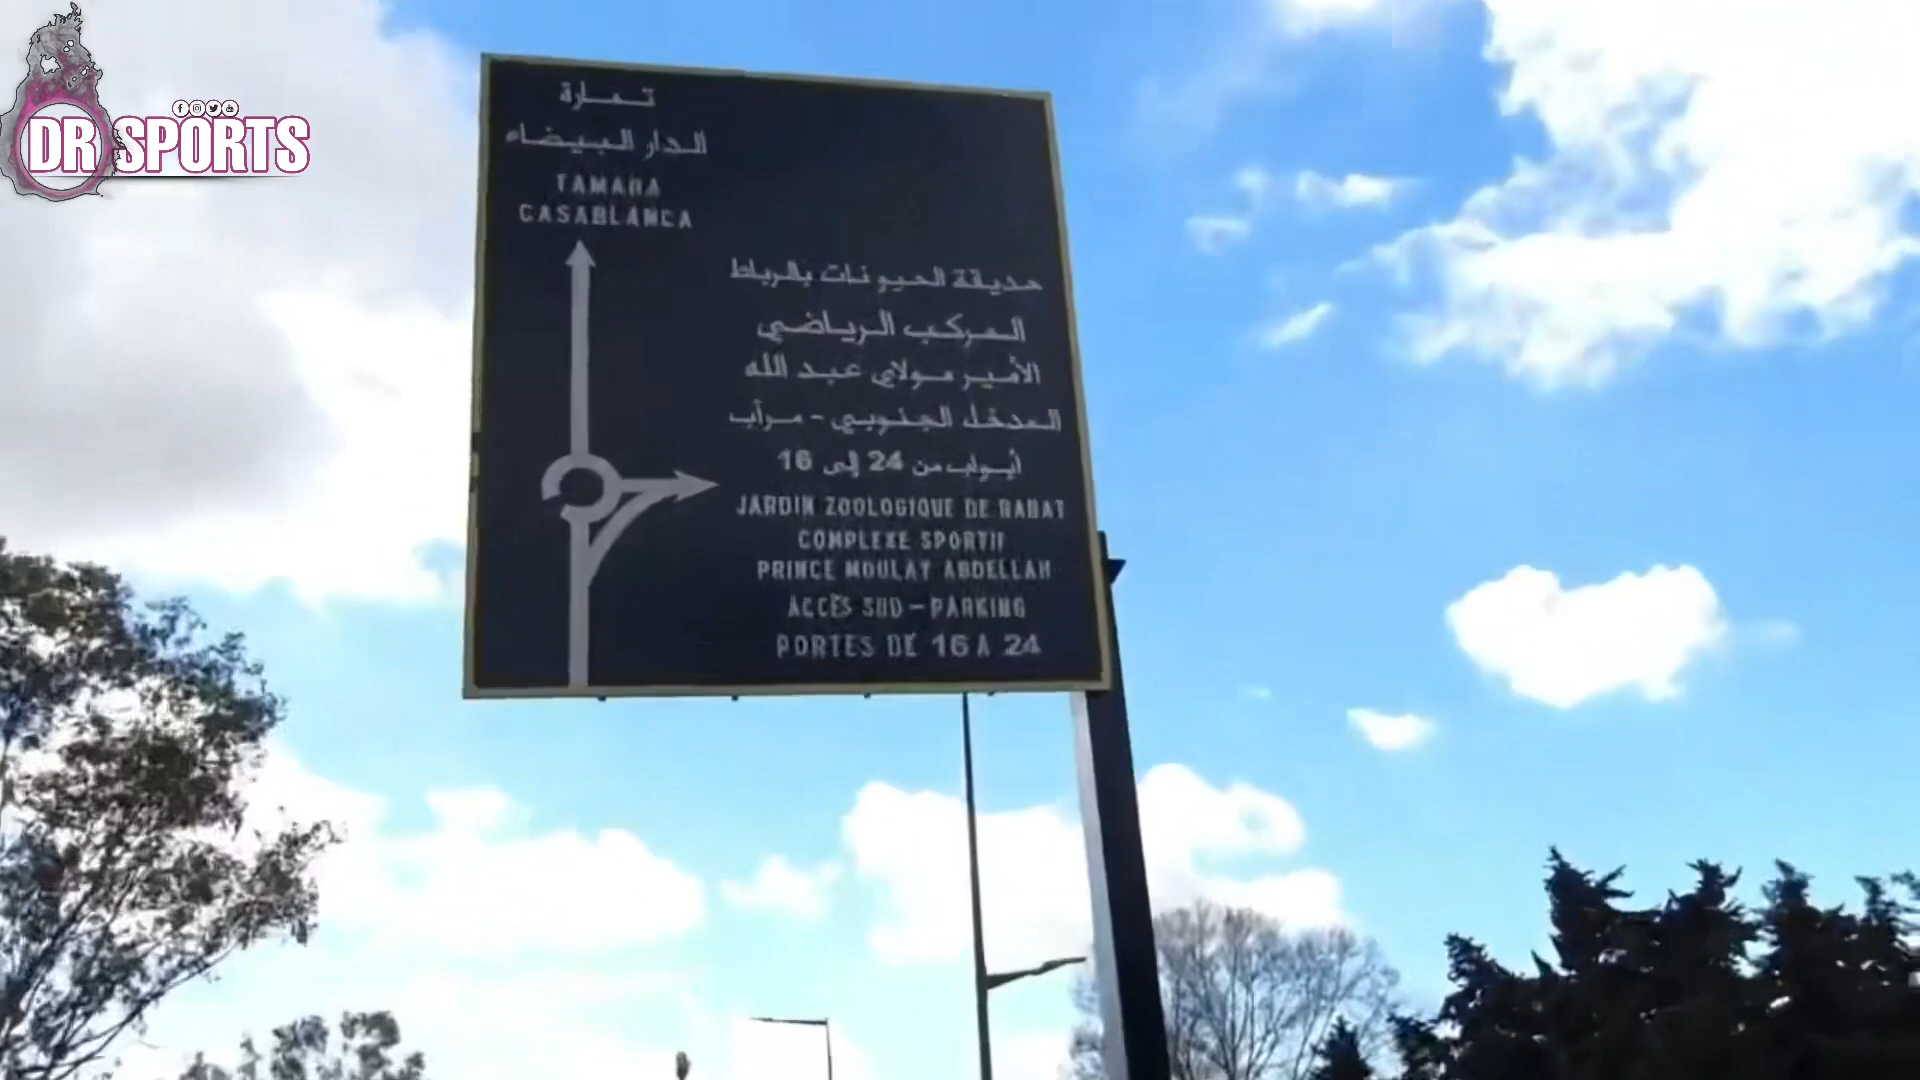 DR SPORTS
تمارة
الدار البيضاء
TAMARA
CASABLANCA
حديقة الحيو نات بالرباط
المركب الرياضي
الأمير مولاي عبد الله
المدخل الجنوبي - مرآب
أبواب من 24 إلى 16
JARDIN ZOOLOGIQUE DE RABAT
COMPLEXE SPORTIF
PRINCE MOULAY ABDELLAH
ACCÈS SUD - PARKING
PORTES DE 16 A 24